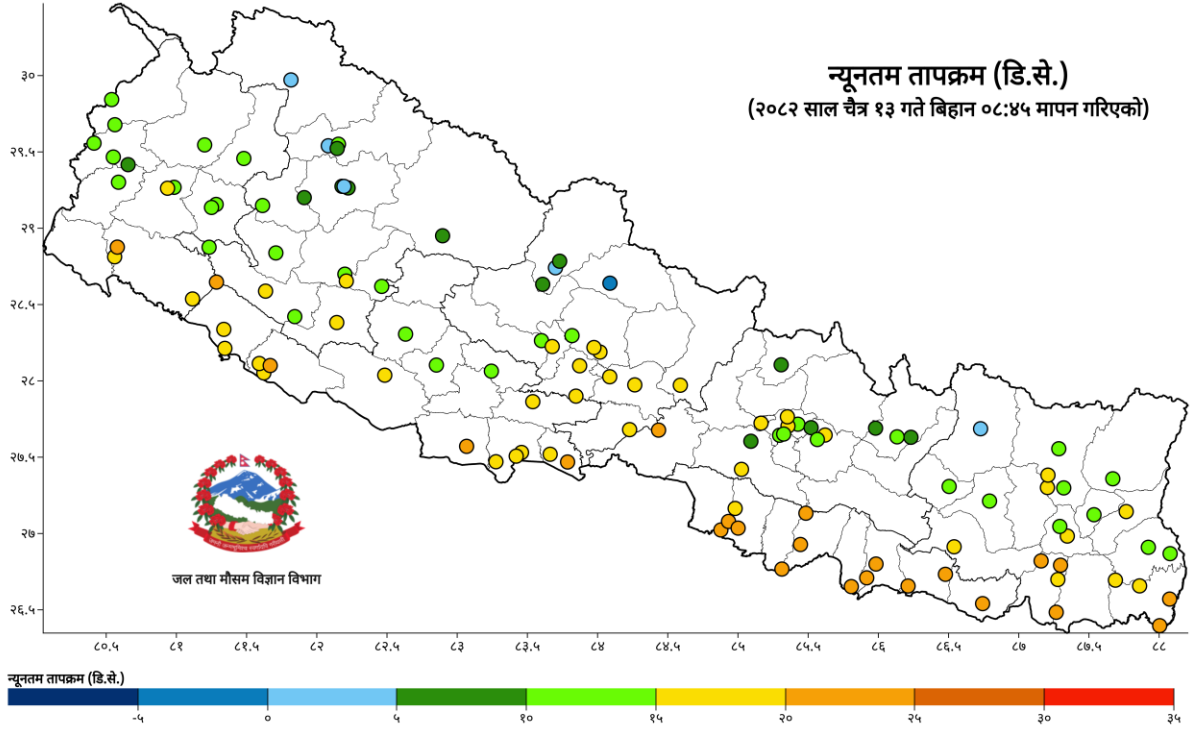 न्यूनतम तापक्रम (डि.से.)
(२०८२ साल चैत्र १३ गते बिहान ०८:४५ मापन गरिएको)
३०
२९.५
२९
२८.५
२८
२७.५
२७
२६.५
जल तथा मौसम विज्ञान विभाग
८०.५ ८१ ८१.५ ८२ ८२.५ ८३ ८३.५ ८४ ८४.५ ८५ ८५.५ ८६ ८६.५ ८७ ८७.५ ८८
न्यूनतम तापक्रम (डि.से.)
-५ ० ५ १० १५ २० २५ ३० ३५